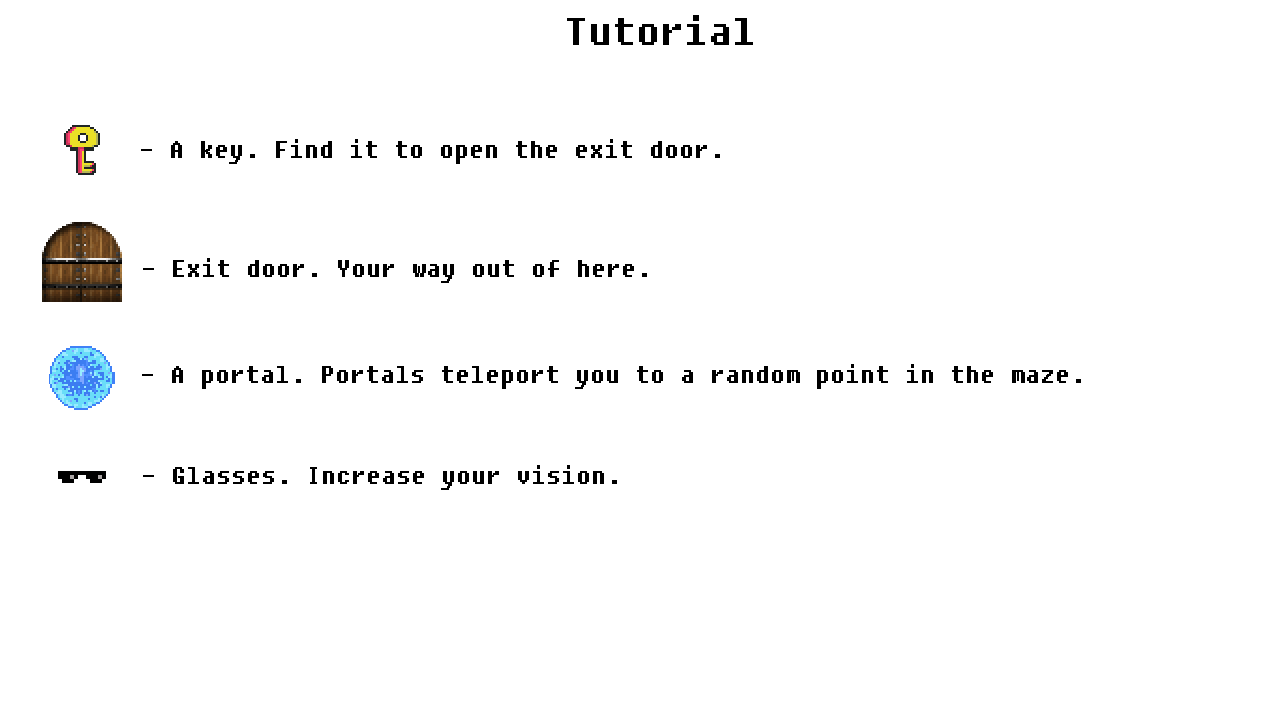 Tutorial
- A key. Find it to open the exit door.
- Exit door. Your way out of here.
- A portal. Portals teleport you to a random point in the maze.
- Glasses. Increase your vision.